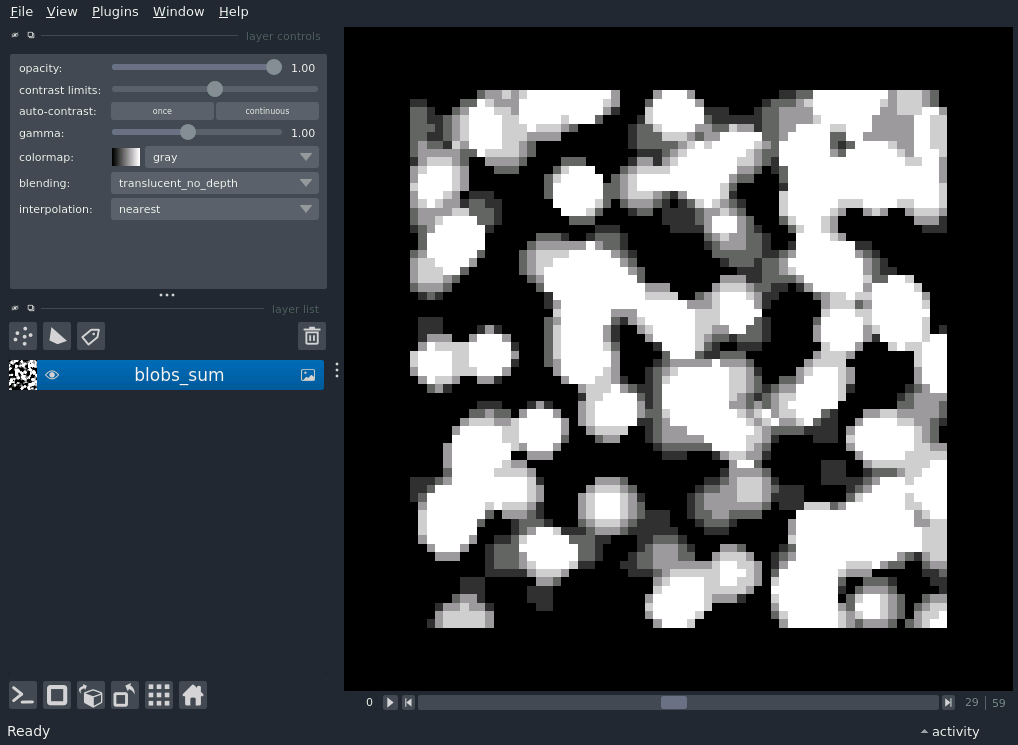 File View Plugins Window Help
layer controls
opacity: 1.00
contrast limits:
auto-contrast: once continuous
gamma: 1.00
colormap: gray
blending: translucent_no_depth
interpolation: nearest
layer list
blobs_sum
0 29 59
Ready activity